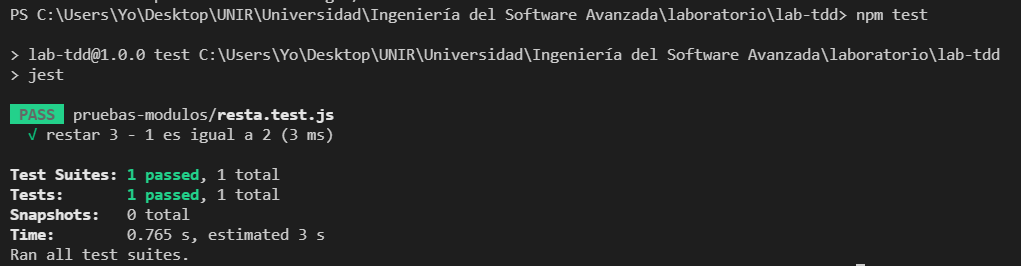 PS C:\Users\Yo\Desktop\UNIR\Universidad\Ingeniería del Software Avanzada\laboratorio\lab-tdd> npm test
> lab-tdd@1.0.0 test C:\Users\Yo\Desktop\UNIR\Universidad\Ingeniería del Software Avanzada\laboratorio\lab-tdd
> jest
PASS pruebas-modulos/resta.test.js
√ restar 3 - 1 es igual a 2 (3 ms)
Test Suites: 1 passed, 1 total
Tests: 1 passed, 1 total
Snapshots: 0 total
Time: 0.765 s, estimated 3 s
Ran all test suites.